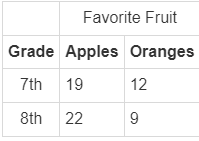 Favorite Fruit
Grade Apples Oranges
7th 19 12
8th 22 9